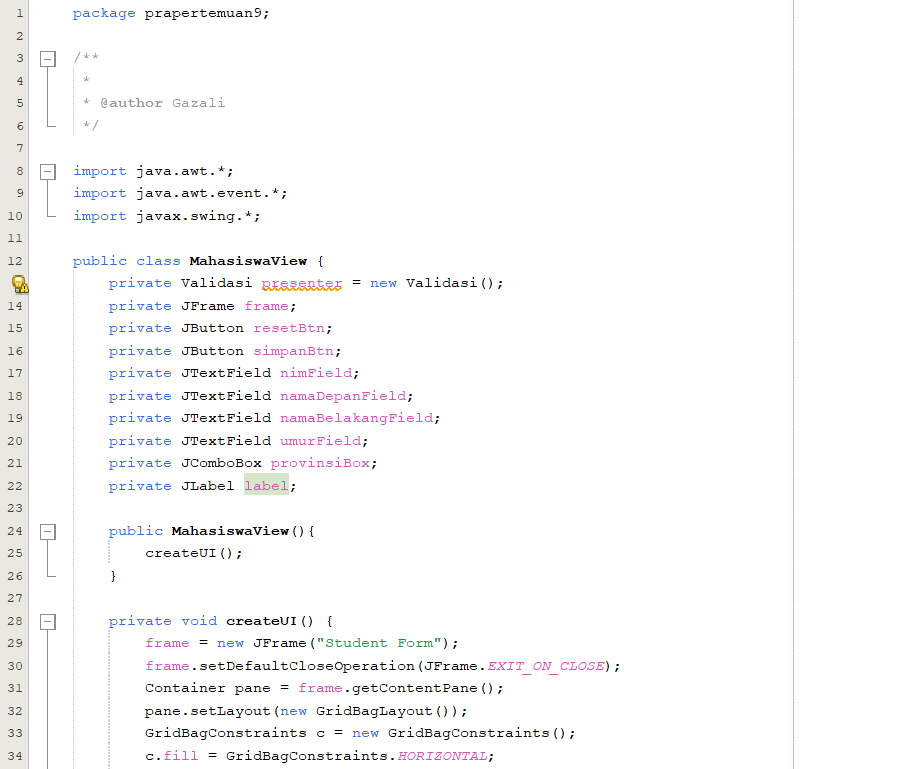 1 package prapertemuan9;
2
3 /**
4 *
5 * @author Gazali
6 */
7
8 import java.awt.*;
9 import java.awt.event.*;
10 import javax.swing.*;
11
12 public class MahasiswaView {
private Validasi presenter = new Validasi();
14 private JFrame frame;
15 private JButton resetBtn;
16 private JButton simpanBtn;
17 private JTextField nimField;
18 private JTextField namaDepanField;
19 private JTextField namaBelakangField;
20 private JTextField umurField;
21 private JComboBox provinsiBox;
22 private JLabel label;
23
24 public MahasiswaView(){
25 createUI();
26 }
27
28 private void createUI() {
29 frame = new JFrame("Student Form");
30 frame.setDefaultCloseOperation(JFrame.EXIT_ON_CLOSE);
31 Container pane = frame.getContentPane();
32 pane.setLayout(new GridBagLayout());
33 GridBagConstraints c = new GridBagConstraints();
34 c.fill = GridBagConstraints.HORIZONTAL;